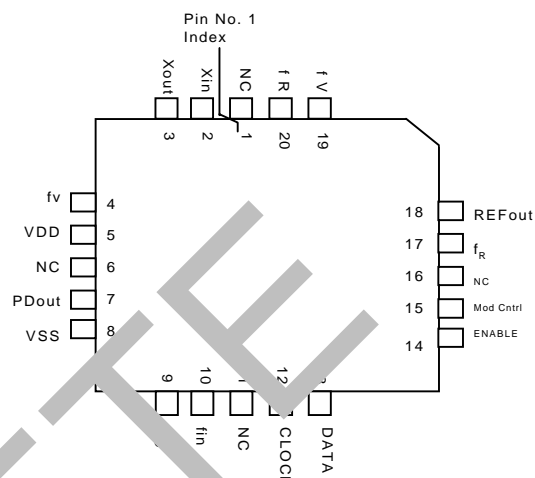 Pin No. 1
Index
Xout
Xin
NC
f R
f V
3
2
1
20
19
fv
4
VDD
5
NC
6
PDout
7
VSS
8
18
REFout
17
fR
16
NC
15
Mod Cntrl
14
ENABLE
9
10
12
fin
NC
DATA